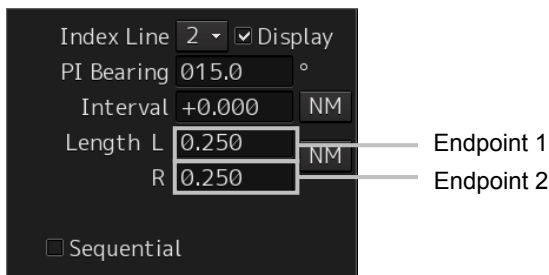 Index Line 2 Display
PI Bearing 015.0 °
Interval +0.000 NM
Length L 0.250 NM Endpoint 1
R 0.250 Endpoint 2
Sequential